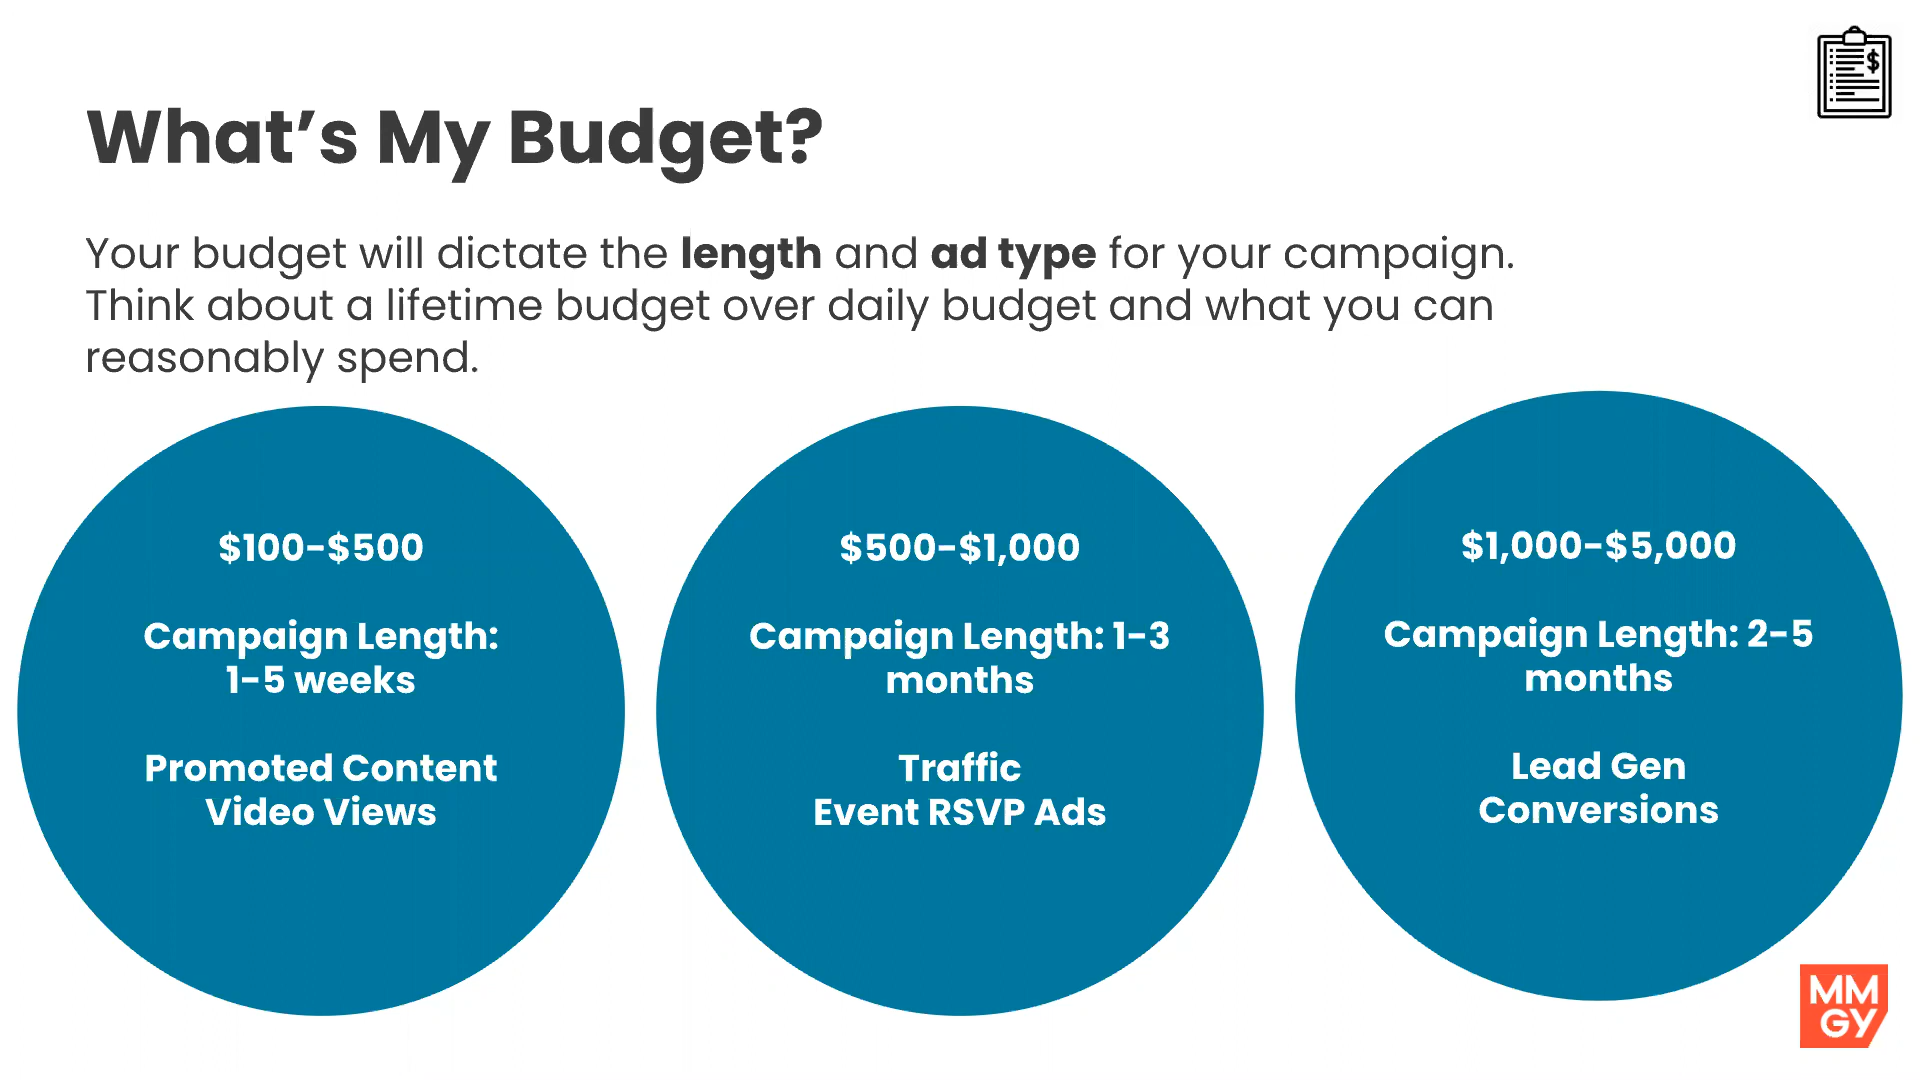 What’s My Budget?
Your budget will dictate the length and ad type for your campaign.
Think about a lifetime budget over daily budget and what you can
reasonably spend.
$100-$500
Campaign Length:
1-5 weeks
Promoted Content
Video Views
$500-$1,000
Campaign Length: 1-3
months
Traffic
Event RSVP Ads
$1,000-$5,000
Campaign Length: 2-5
months
Lead Gen
Conversions
$
MM
GY